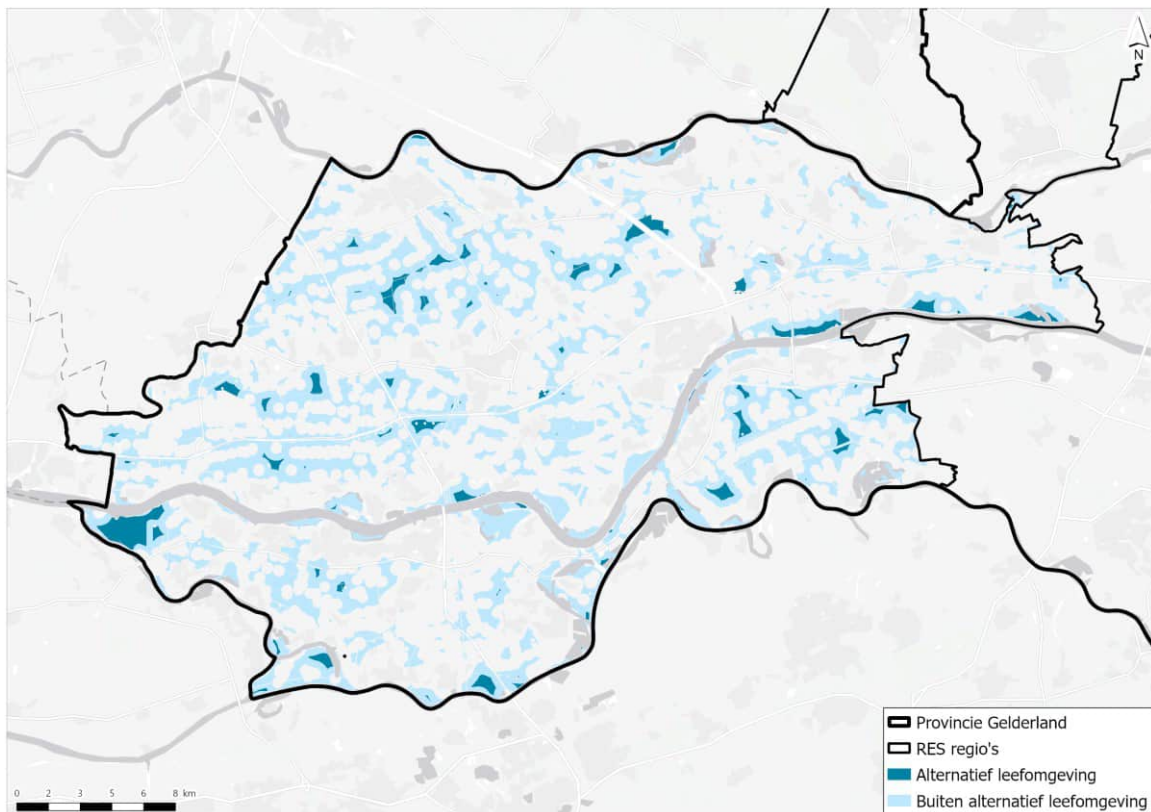 N
Provincie Gelderland
RES regio's
Alternatief leefomgeving
Buiten alternatief leefomgeving
0 2 3 5 6 8 km